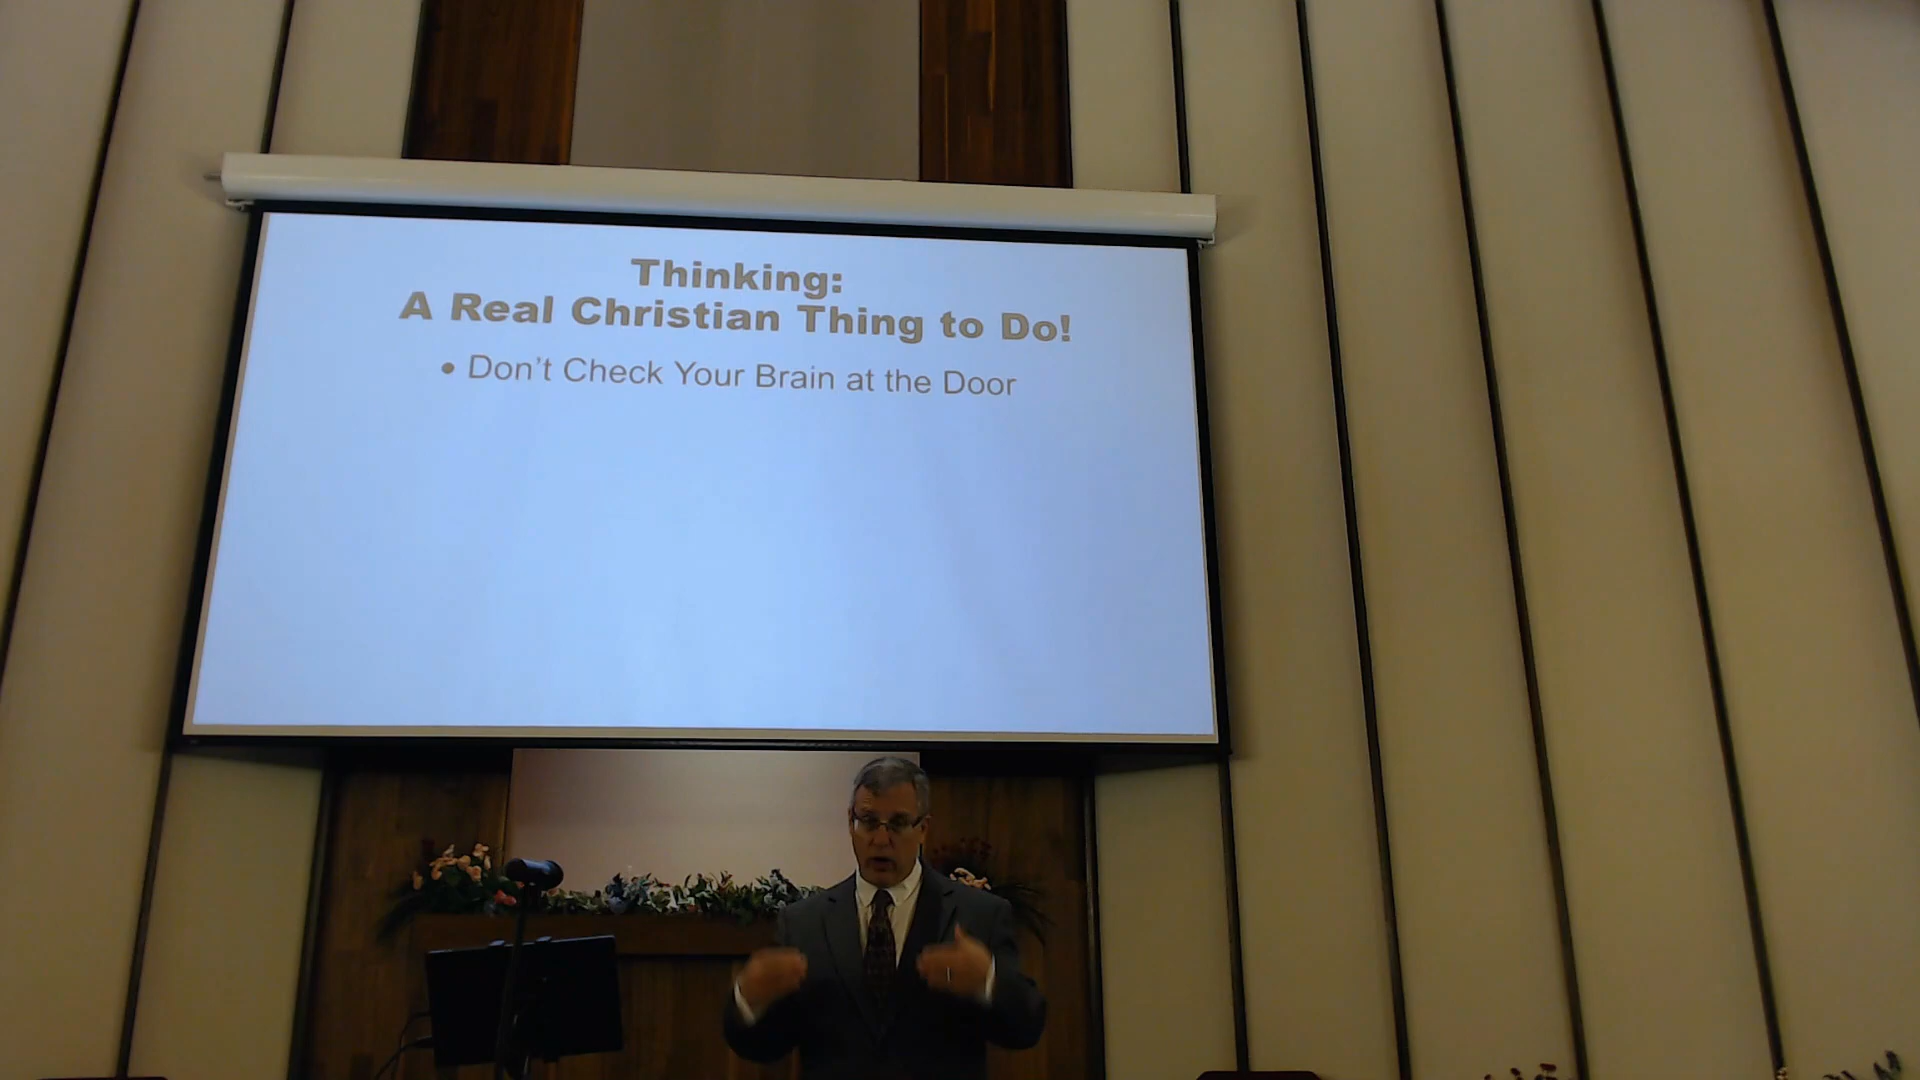 Thinking:
A Real Christian Thing to Do!
• Don’t Check Your Brain at the Door